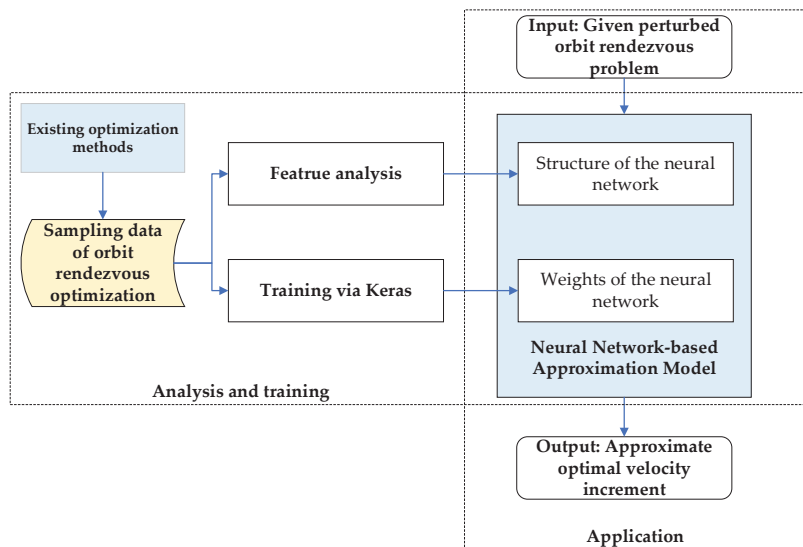 Input: Given perturbed
orbit rendezvous
problem
Existing optimization
methods
Featrue analysis
Structure of the neural
network
Sampling data
of orbit
rendezvous
optimization
Training via Keras
Weights of the neural
network
Neural Network-based
Approximation Model
Analysis and training
Output: Approximate
optimal velocity
increment
Application